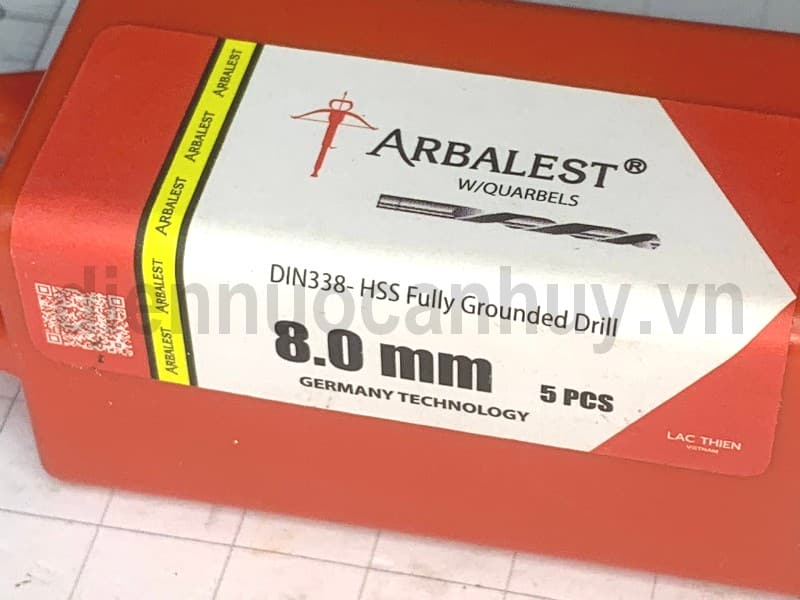 ARBALEST ARBALEST ARBALEST ARBALEST ARBALEST
ARBALEST®
W/QUARBELS
DIN338- HSS Fully Grounded Drill
diennuocanhuy.vn
8.0 mm
5 PCS
GERMANY TECHNOLOGY
LAC THIEN
VIETNAM